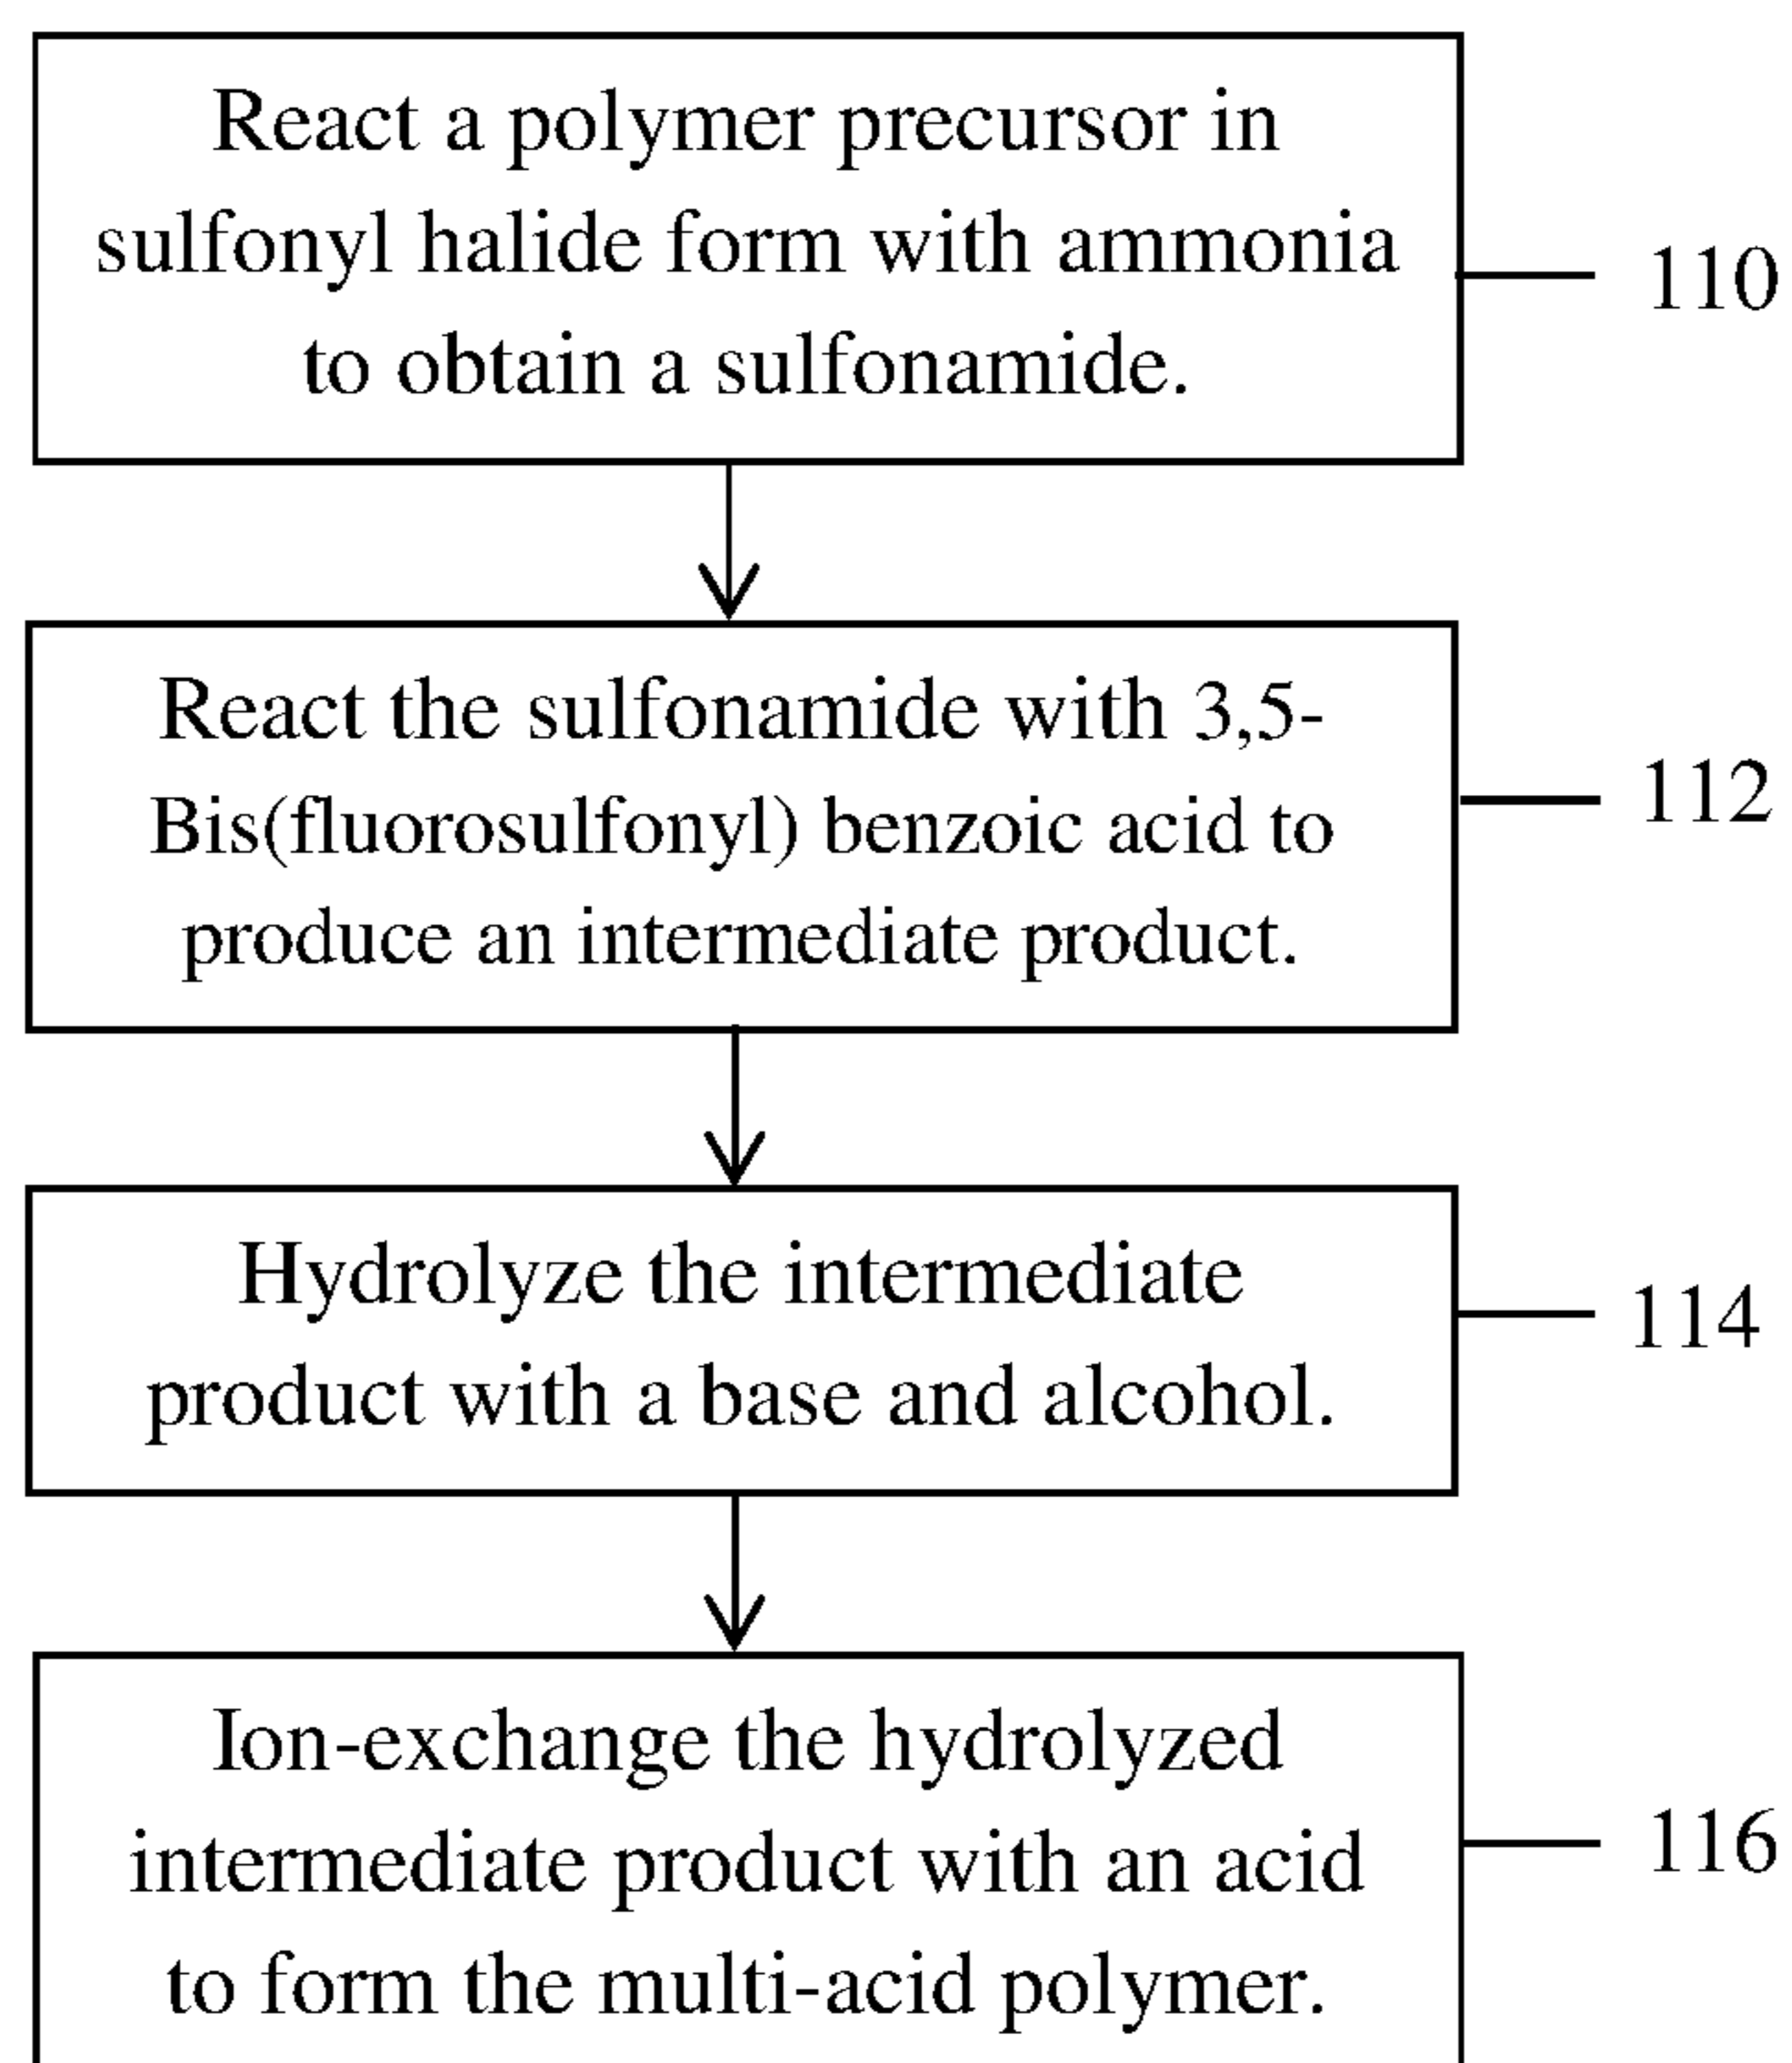 React a polymer precursor in
sulfonyl halide form with ammonia
to obtain a sulfonamide.
110
React the sulfonamide with 3,5-
Bis(fluorosulfonyl) benzoic acid to
produce an intermediate product.
112
Hydrolyze the intermediate
product with a base and alcohol.
114
Ion-exchange the hydrolyzed
intermediate product with an acid
to form the multi-acid polymer.
116